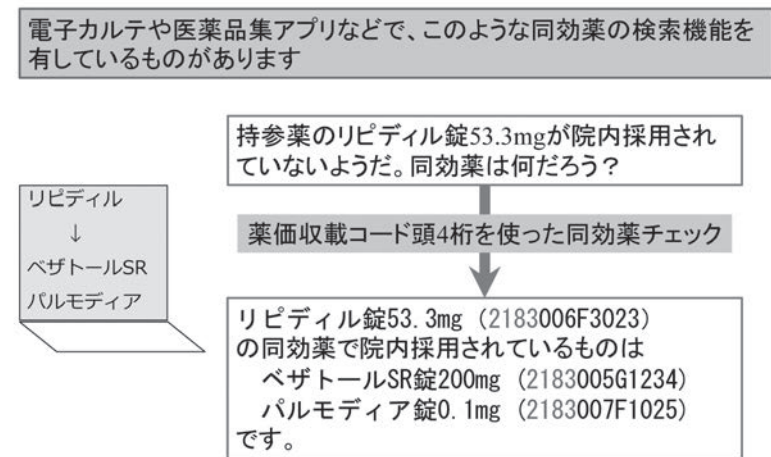 電子カルテや医薬品集アプリなどで、このような同効薬の検索機能を
有しているものがあります
持参薬のリピディル錠53.3mgが院内採用され
ていないようだ。同効薬は何だろう？
リピディル
↓
ベザトールSR
パルモディア
薬価収載コード頭4桁を使った同効薬チェック
リピディル錠53.3mg（2183006F3023）
の同効薬で院内採用されているものは
ベザトールSR錠200mg（2183005G1234）
パルモディア錠0.1mg（2183007F1025）
です。